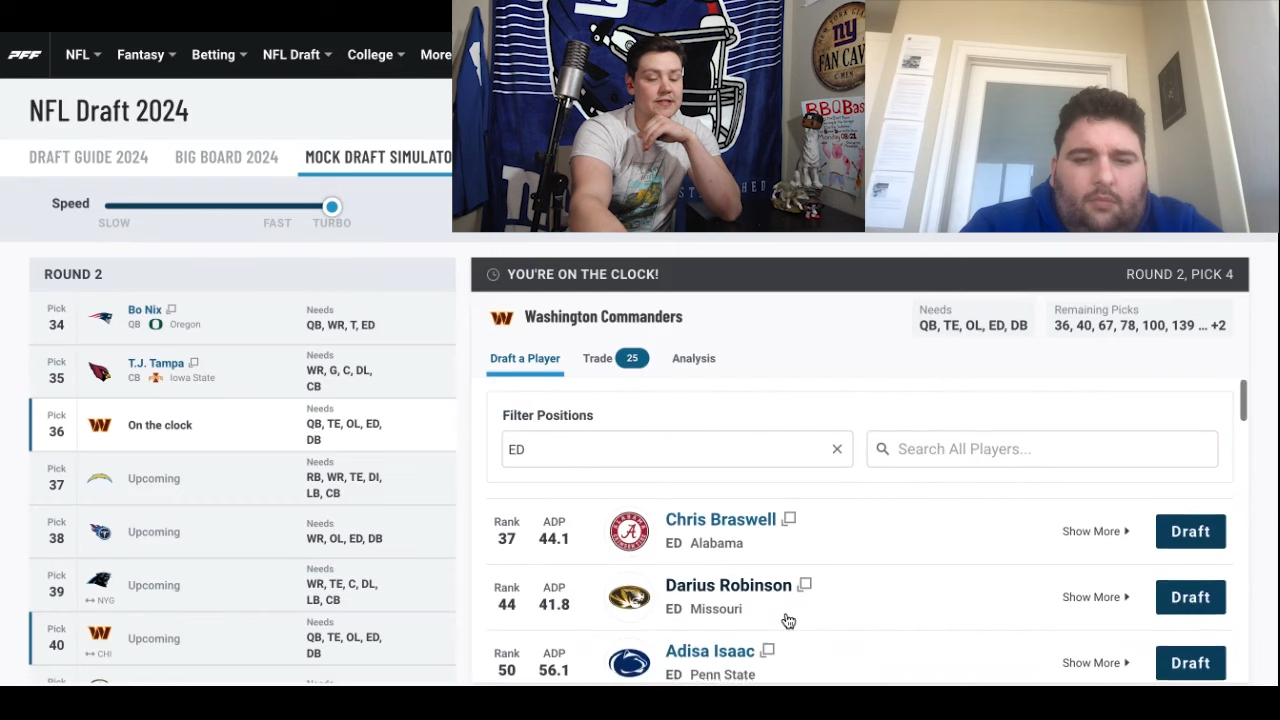 PFF
NFL
Fantasy
Betting
NFL Draft
College
More
NFL Draft 2024
DRAFT GUIDE 2024
BIG BOARD 2024
MOCK DRAFT SIMULATO
Speed
SLOW
FAST
TURBO
ny
FAN CAV
BBQ Bas
Monday 08/21
ROUND 2
Pick
34
Bo Nix
QB Oregon
Needs
QB, WR, T, ED
Pick
35
T.J. Tampa
CB Iowa State
Needs
WR, G, C, DL,
CB
Pick
36
On the clock
Needs
QB, TE, OL, ED,
DB
Pick
37
Upcoming
Needs
RB, WR, TE, DI,
LB, CB
Pick
38
Upcoming
Needs
WR, OL, ED, DB
Pick
39
↔ NYG
Upcoming
Needs
WR, TE, C, DL,
LB, CB
Pick
40
↔ CHI
Upcoming
Needs
QB, TE, OL, ED,
DB
YOU'RE ON THE CLOCK!
ROUND 2, PICK 4
Washington Commanders
Needs
QB, TE, OL, ED, DB
Remaining Picks
36, 40, 67, 78, 100, 139 ... +2
Draft a Player
Trade 25
Analysis
Filter Positions
ED
Search All Players...
Rank
37
ADP
44.1
Chris Braswell
ED Alabama
Show More
Draft
Rank
44
ADP
41.8
Darius Robinson
ED Missouri
Show More
Draft
Rank
50
ADP
56.1
Adisa Isaac
ED Penn State
Show More
Draft